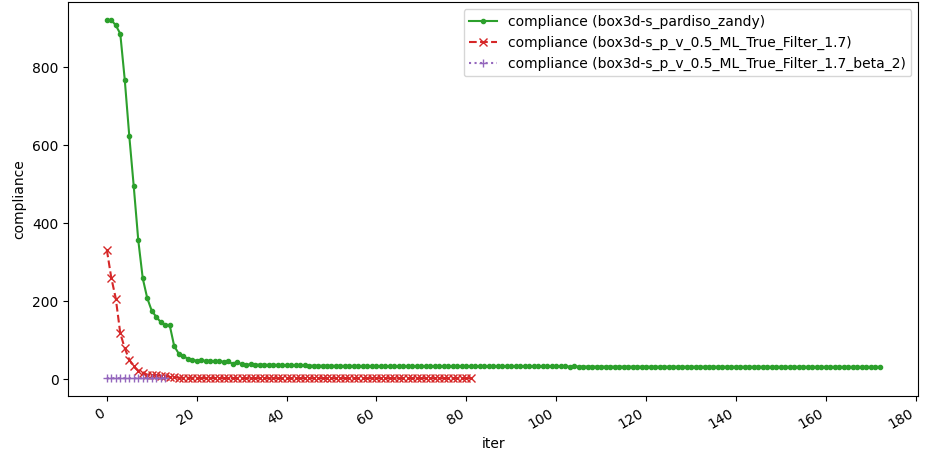 compliance (box3d-s_pardiso_zandy)
compliance (box3d-s_p_v_0.5_ML_True_Filter_1.7)
compliance (box3d-s_p_v_0.5_ML_True_Filter_1.7_beta_2)
800
600
400
200
0
compliance
0 20 40 60 80 100 120 140 160 180
iter